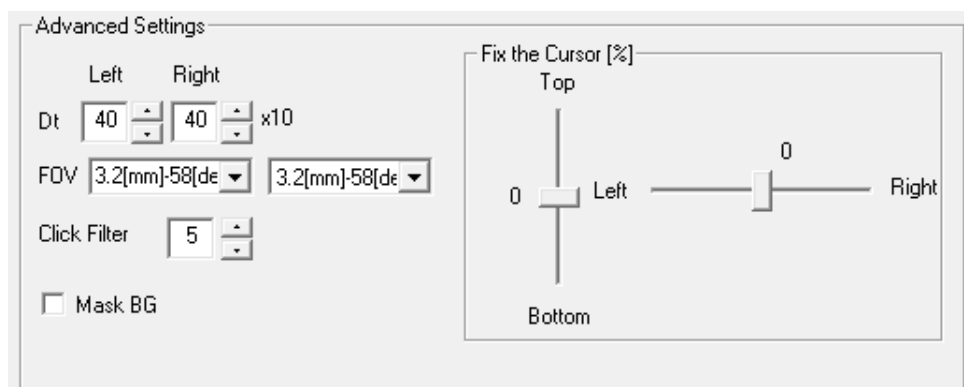 Advanced Settings
Left Right
Dt 40 40 x10
FOV 3.2[mm]-58[de 3.2[mm]-58[de
Click Filter 5
Mask BG
Fix the Cursor [%]
Top
0
0 Left Right
Bottom